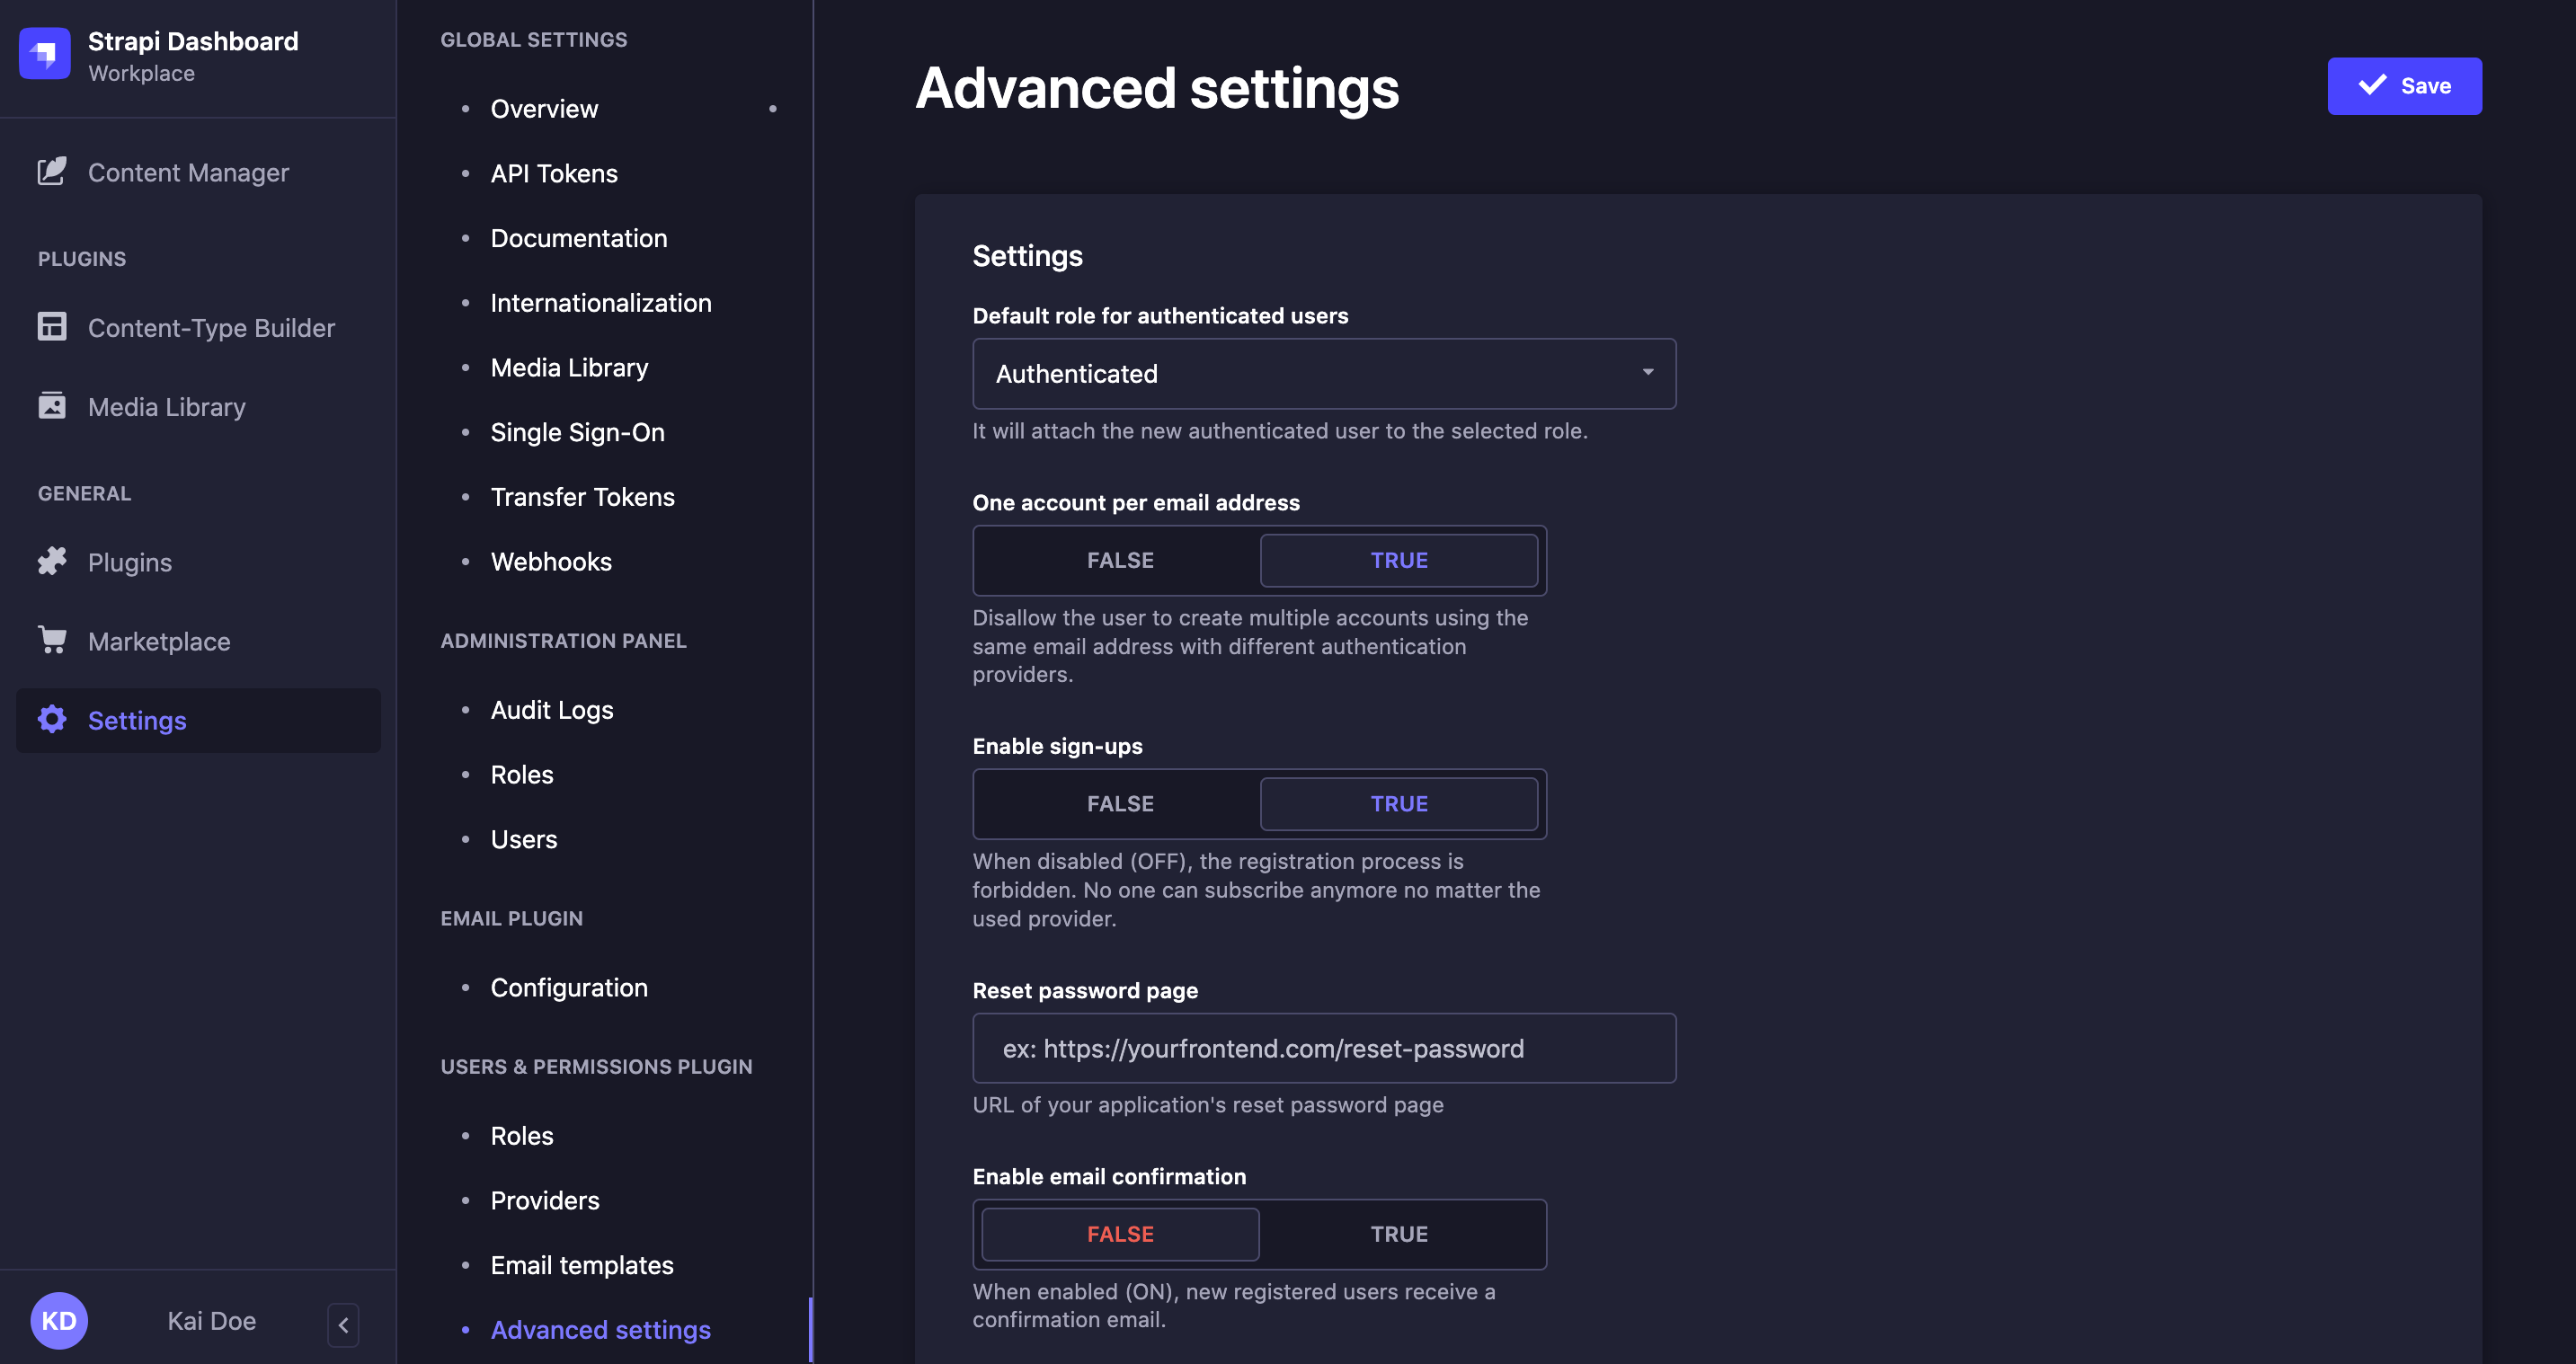 Strapi Dashboard
Workplace
Content Manager
PLUGINS
Content-Type Builder
Media Library
GENERAL
Plugins
Marketplace
Settings
KD
Kai Doe
GLOBAL SETTINGS
Overview
API Tokens
Documentation
Internationalization
Media Library
Single Sign-On
Transfer Tokens
Webhooks
ADMINISTRATION PANEL
Audit Logs
Roles
Users
EMAIL PLUGIN
Configuration
USERS & PERMISSIONS PLUGIN
Roles
Providers
Email templates
Advanced settings
Advanced settings
Save
Settings
Default role for authenticated users
Authenticated
It will attach the new authenticated user to the selected role.
One account per email address
FALSE TRUE
Disallow the user to create multiple accounts using the
same email address with different authentication
providers.
Enable sign-ups
FALSE TRUE
When disabled (OFF), the registration process is
forbidden. No one can subscribe anymore no matter the
used provider.
Reset password page
ex: https://yourfrontend.com/reset-password
URL of your application's reset password page
Enable email confirmation
FALSE TRUE
When enabled (ON), new registered users receive a
confirmation email.